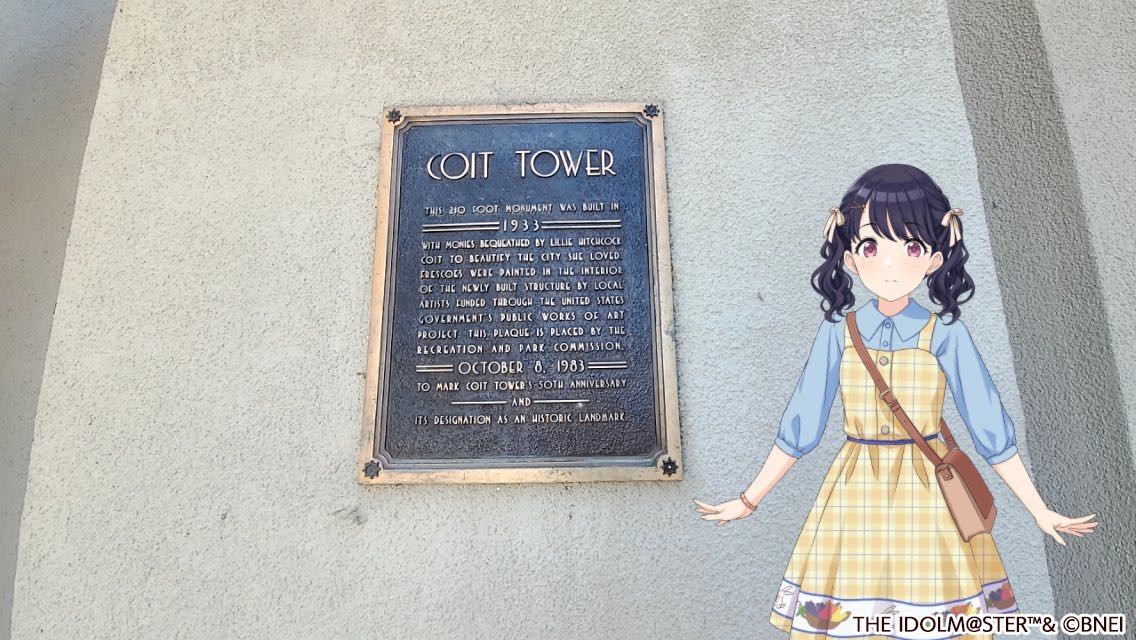 COIT TOWER
THIS 210 FOOT MONUMENT WAS BUILT IN
1933
WITH MONIES BEQUEATHED BY LILLIE HITCHCOCK
COIT TO BEAUTIFY THE CITY SHE LOVED.
FRESCOES WERE PAINTED IN THE INTERIOR
OF THE NEWLY BUILT STRUCTURE BY LOCAL
ARTISTS FUNDED THROUGH THE UNITED STATES
GOVERNMENT'S PUBLIC WORKS OF ART
PROJECT. THIS PLAQUE IS PLACED BY THE
RECREATION AND PARK COMMISSION.
OCTOBER 8, 1983
TO MARK COIT TOWER'S 50TH ANNIVERSARY
AND
ITS DESIGNATION AS AN HISTORIC LANDMARK.
THE IDOLM@STER™& ©BNEI